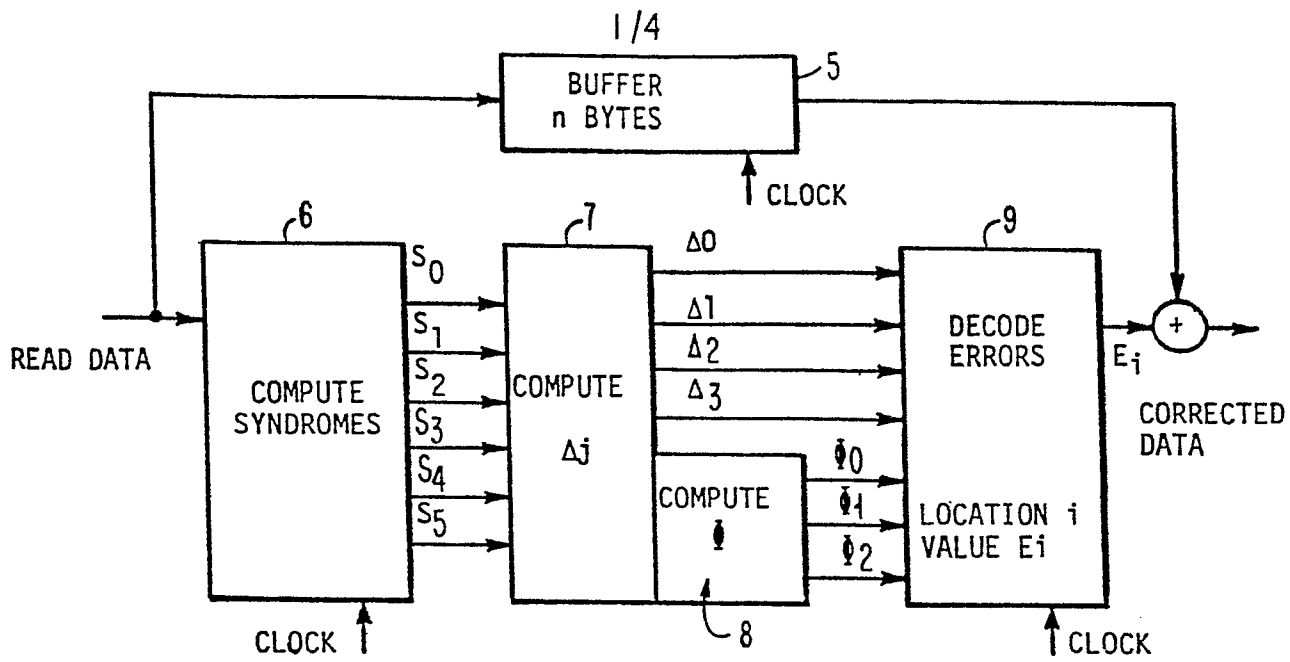 1/4
BUFFER
n BYTES
5
CLOCK
READ DATA
6
COMPUTE
SYNDROMES
CLOCK
S0
S1
S2
S3
S4
S5
7
COMPUTE
Δj
Δ0
Δ1
Δ2
Δ3
COMPUTE
Φ
8
Φ0
Φ1
Φ2
9
DECODE
ERRORS
LOCATION i
VALUE Ei
CLOCK
Ei
+
CORRECTED
DATA